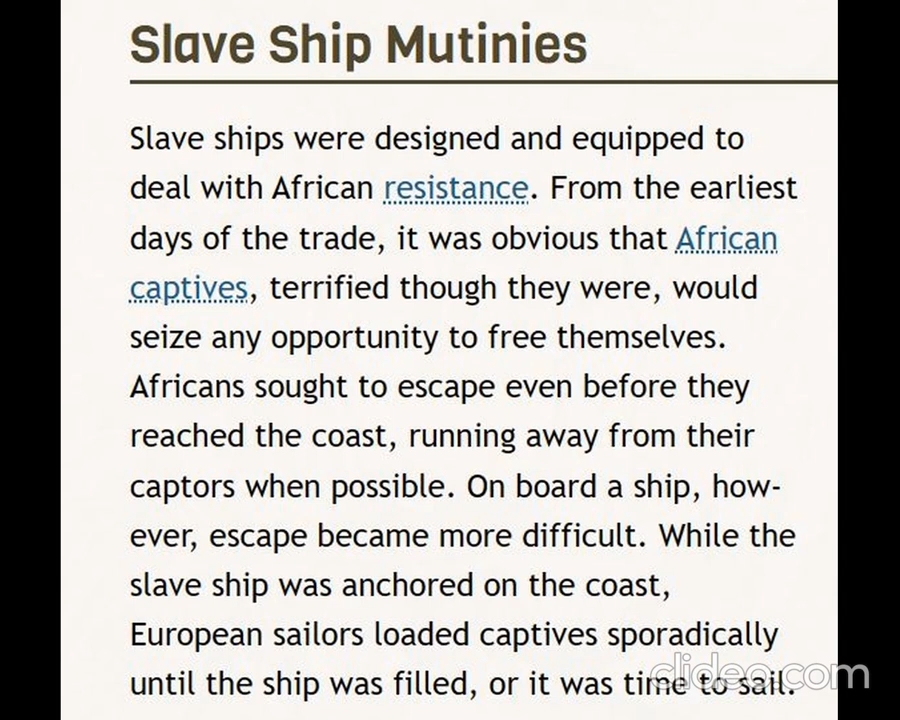 Slave Ship Mutinies
Slave ships were designed and equipped to
deal with African resistance. From the earliest
days of the trade, it was obvious that African
captives, terrified though they were, would
seize any opportunity to free themselves.
Africans sought to escape even before they
reached the coast, running away from their
captors when possible. On board a ship, how-
ever, escape became more difficult. While the
slave ship was anchored on the coast,
European sailors loaded captives sporadically
until the ship was filled, or it was time to sail.
clideo.com